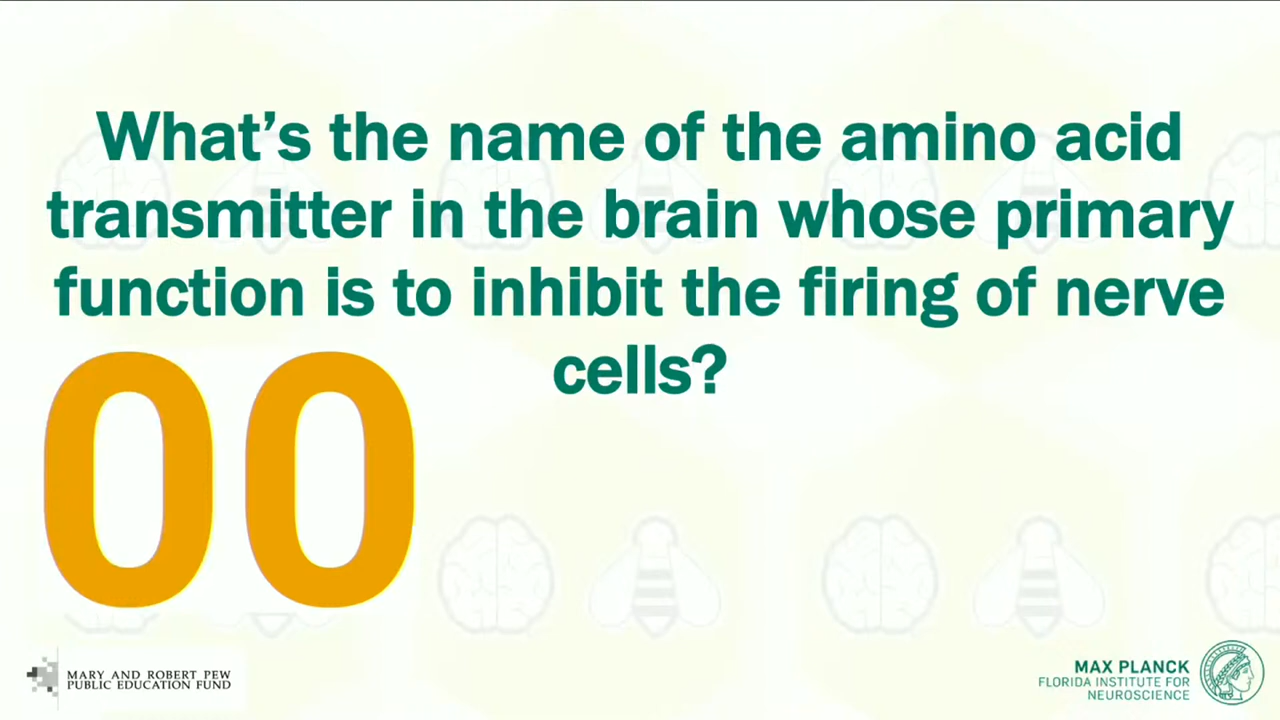 What’s the name of the amino acid
transmitter in the brain whose primary
function is to inhibit the firing of nerve
cells?
00
MARY AND ROBERT PEW
PUBLIC EDUCATION FUND
MAX PLANCK
FLORIDA INSTITUTE FOR
NEUROSCIENCE